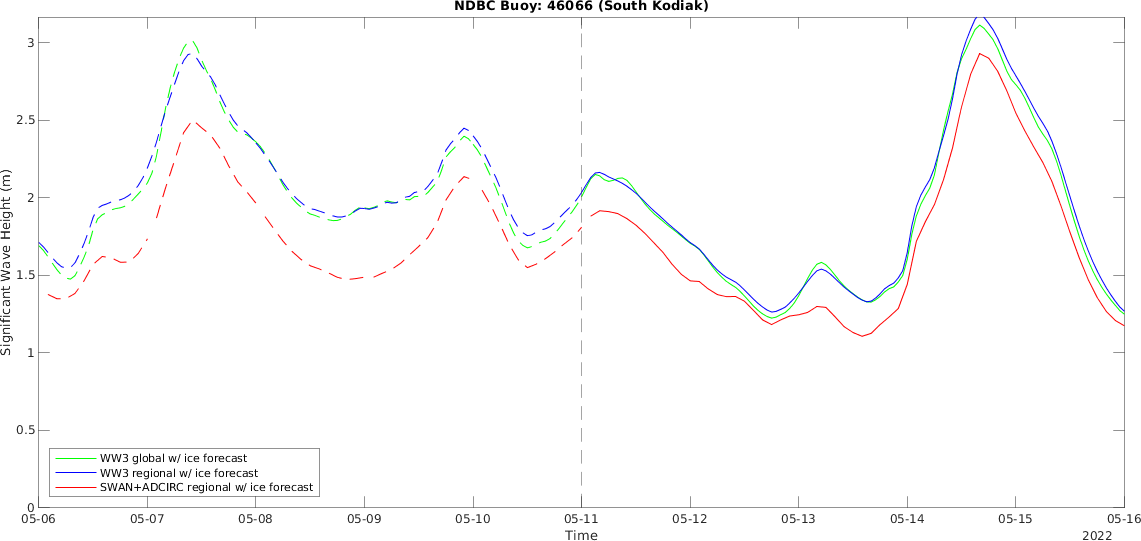 NDBC Buoy: 46066 (South Kodiak)
Significant Wave Height (m)
3
2.5
2
1.5
1
0.5
0
WW3 global w/ ice forecast
WW3 regional w/ ice forecast
SWAN+ADCIRC regional w/ ice forecast
05-06 05-07 05-08 05-09 05-10 05-11 05-12 05-13 05-14 05-15 05-16
Time
2022